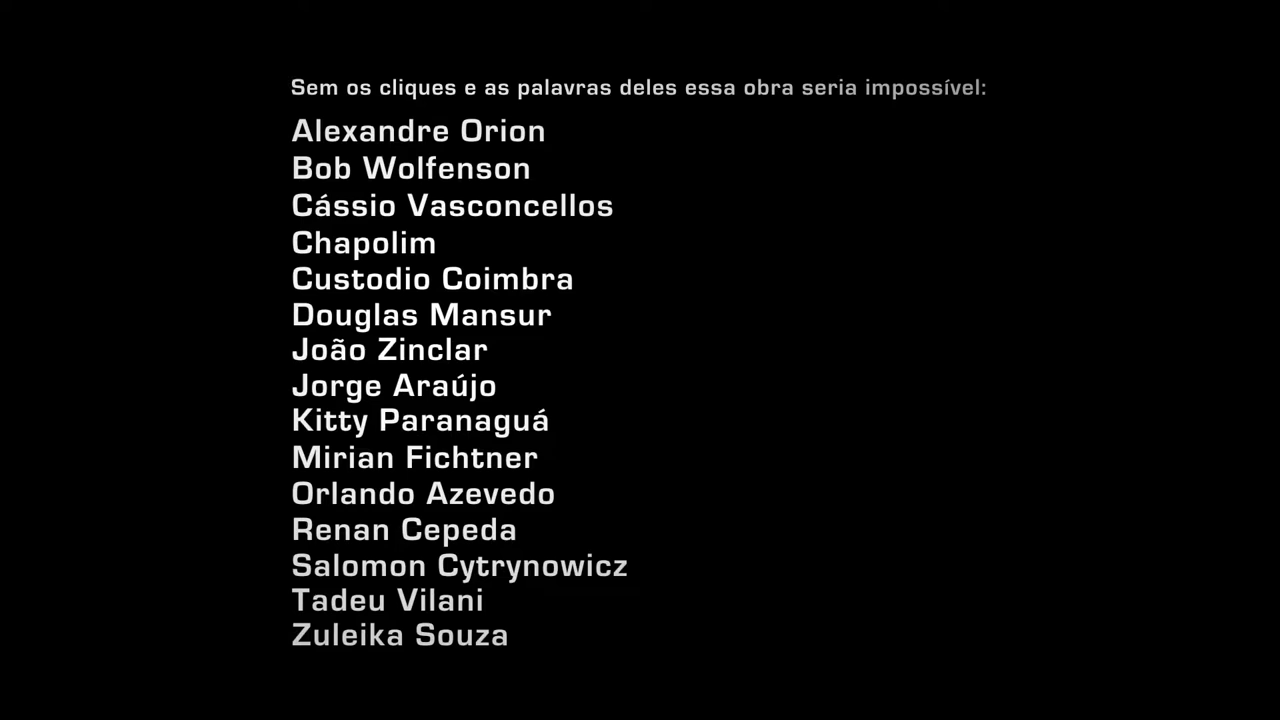 Sem os cliques e as palavras deles essa obra seria impossível:
Alexandre Orion
Bob Wolfenson
Cássio Vasconcellos
Chapolim
Custodio Coimbra
Douglas Mansur
João Zinclar
Jorge Araújo
Kitty Paranaguá
Mirian Fichtner
Orlando Azevedo
Renan Cepeda
Salomon Cytrynowicz
Tadeu Vilani
Zuleika Souza